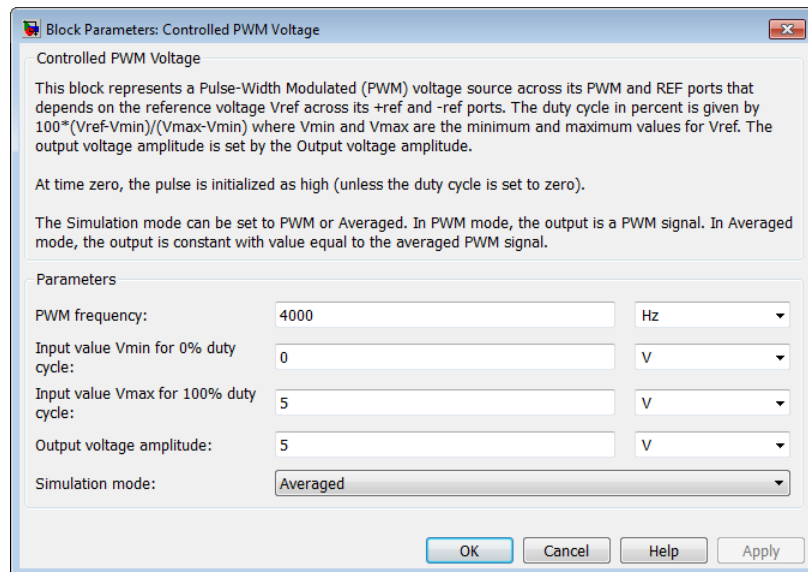 Block Parameters: Controlled PWM Voltage
Controlled PWM Voltage
This block represents a Pulse-Width Modulated (PWM) voltage source across its PWM and REF ports that
depends on the reference voltage Vref across its +ref and -ref ports. The duty cycle in percent is given by
100*(Vref-Vmin)/(Vmax-Vmin) where Vmin and Vmax are the minimum and maximum values for Vref. The
output voltage amplitude is set by the Output voltage amplitude.
At time zero, the pulse is initialized as high (unless the duty cycle is set to zero).
The Simulation mode can be set to PWM or Averaged. In PWM mode, the output is a PWM signal. In Averaged
mode, the output is constant with value equal to the averaged PWM signal.
Parameters
PWM frequency: 4000 Hz
Input value Vmin for 0% duty
cycle: 0 V
Input value Vmax for 100% duty
cycle: 5 V
Output voltage amplitude: 5 V
Simulation mode: Averaged
OK Cancel Help Apply